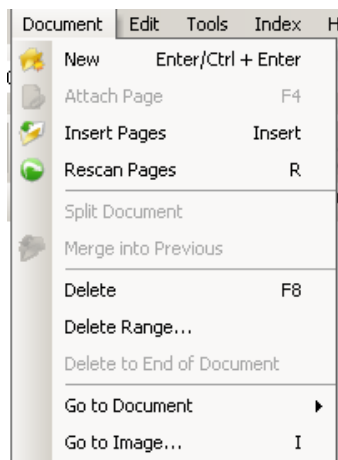 Document Edit Tools Index H
New Enter/Ctrl + Enter
Attach Page F4
Insert Pages Insert
Rescan Pages R
Split Document
Merge into Previous
Delete F8
Delete Range...
Delete to End of Document
Go to Document
Go to Image... I